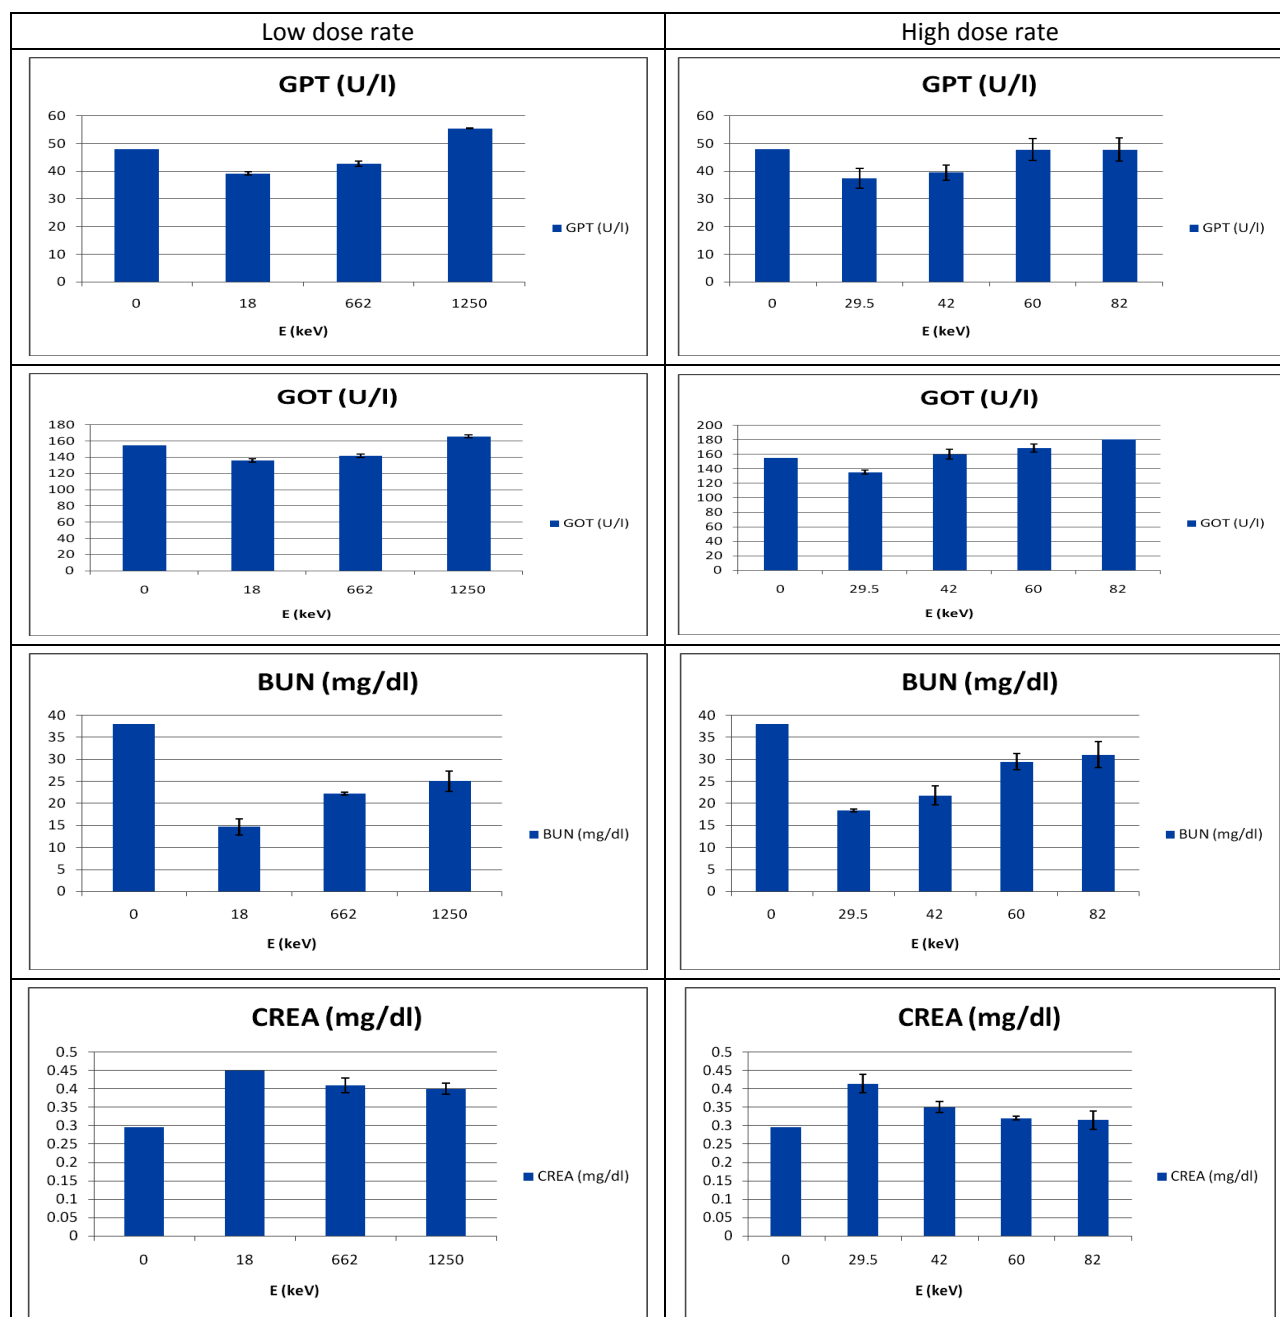 Low dose rate
High dose rate
GPT (U/l)
60
50
40
30
20
10
0
0 18 662 1250
E (keV)
GPT (U/l)
GPT (U/l)
60
50
40
30
20
10
0
0 29.5 42 60 82
E (keV)
GPT (U/l)
GOT (U/l)
180
160
140
120
100
80
60
40
20
0
0 18 662 1250
E (keV)
GOT (U/l)
GOT (U/l)
200
180
160
140
120
100
80
60
40
20
0
0 29.5 42 60 82
E (keV)
GOT (U/l)
BUN (mg/dl)
40
35
30
25
20
15
10
5
0
0 18 662 1250
E (keV)
BUN (mg/dl)
BUN (mg/dl)
40
35
30
25
20
15
10
5
0
0 29.5 42 60 82
E (keV)
BUN (mg/dl)
CREA (mg/dl)
0.5
0.45
0.4
0.35
0.3
0.25
0.2
0.15
0.1
0.05
0
0 18 662 1250
E (keV)
CREA (mg/dl)
CREA (mg/dl)
0.5
0.45
0.4
0.35
0.3
0.25
0.2
0.15
0.1
0.05
0
0 29.5 42 60 82
E (keV)
CREA (mg/dl)